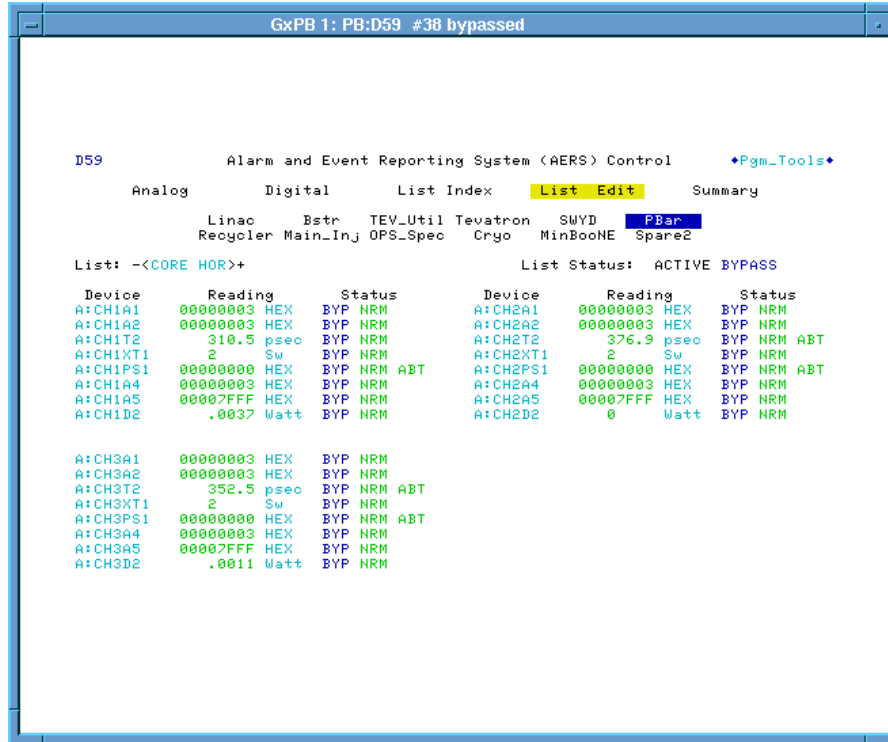 GxPB 1: PB:D59 #38 bypassed
D59 Alarm and Event Reporting System (AERS) Control ◆Pgm_Tools◆
Analog Digital List Index List Edit Summary
Linac Bstr TEV_Util Tevatron SWYD PBar
Recycler Main_Inj OPS_Spec Cryo MinBooNE Spare2
List: -<CORE HOR>+ List Status: ACTIVE BYPASS
Device Reading Status Device Reading Status
A:CH1A1 00000003 HEX BYP NRM A:CH2A1 00000003 HEX BYP NRM
A:CH1A2 00000003 HEX BYP NRM A:CH2A2 00000003 HEX BYP NRM
A:CH1T2 310.5 psec BYP NRM A:CH2T2 376.9 psec BYP NRM ABT
A:CH1XT1 2 Sw BYP NRM A:CH2XT1 2 Sw BYP NRM
A:CH1PS1 00000000 HEX BYP NRM ABT A:CH2PS1 00000000 HEX BYP NRM ABT
A:CH1A4 00000003 HEX BYP NRM A:CH2A4 00000003 HEX BYP NRM
A:CH1A5 00007FFF HEX BYP NRM A:CH2A5 00007FFF HEX BYP NRM
A:CH1D2 .0037 Watt BYP NRM A:CH2D2 0 Watt BYP NRM
A:CH3A1 00000003 HEX BYP NRM
A:CH3A2 00000003 HEX BYP NRM
A:CH3T2 352.5 psec BYP NRM ABT
A:CH3XT1 2 Sw BYP NRM
A:CH3PS1 00000000 HEX BYP NRM ABT
A:CH3A4 00000003 HEX BYP NRM
A:CH3A5 00007FFF HEX BYP NRM
A:CH3D2 .0011 Watt BYP NRM